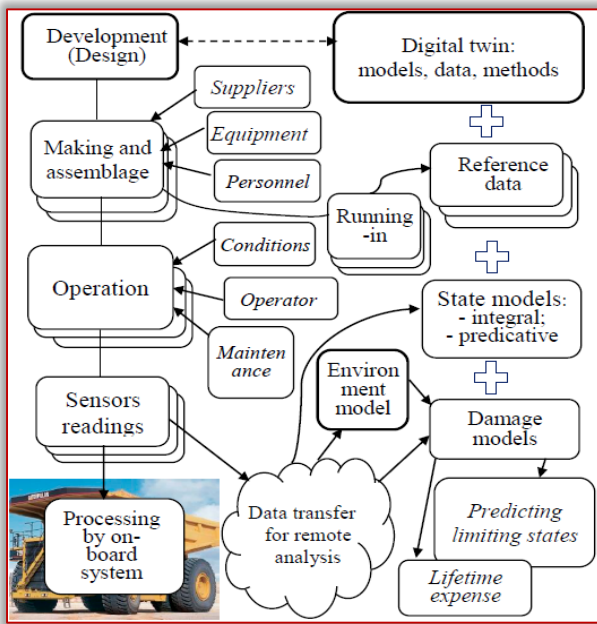 Development
(Design)
Digital twin:
models, data, methods
Suppliers
Equipment
Personnel
Making and
assemblage
Reference
data
Running
-in
Conditions
Operator
Mainten
ance
Operation
State models:
- integral;
- predicative
Environ
ment
model
Sensors
readings
Damage
models
Data transfer
for remote
analysis
Processing
by on-
board
system
Predicting
limiting states
Lifetime
expense